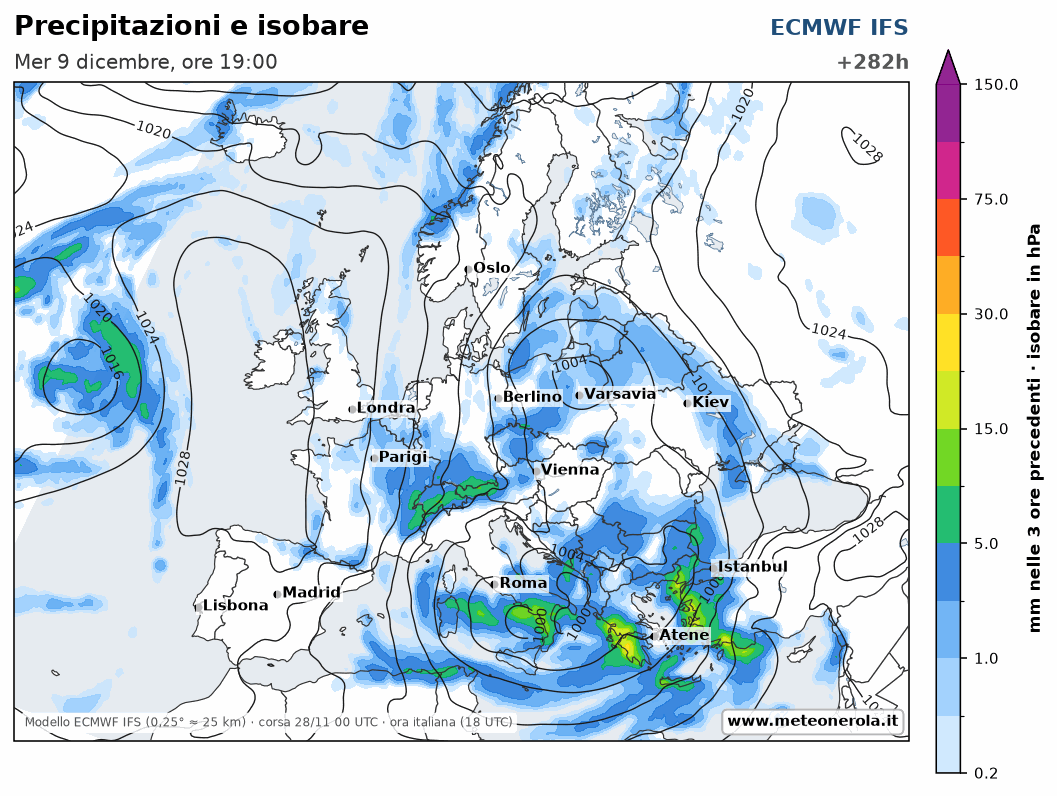 Precipitazioni e isobare
ECMWF IFS
Mer 9 dicembre, ore 19:00
+282h
1020
1020
1028
24
1020
1024
1016
1024
1004
101
1028
1004
1028
1000
1000
100
10
Oslo
Londra
Berlino
Varsavia
Kiev
Parigi
Vienna
Roma
Istanbul
Madrid
Lisbona
Atene
Modello ECMWF IFS (0,25° ≈ 25 km) · corsa 28/11 00 UTC · ora italiana (18 UTC)
www.meteonerola.it
150.0
75.0
30.0
15.0
5.0
1.0
0.2
mm nelle 3 ore precedenti · isobare in hPa